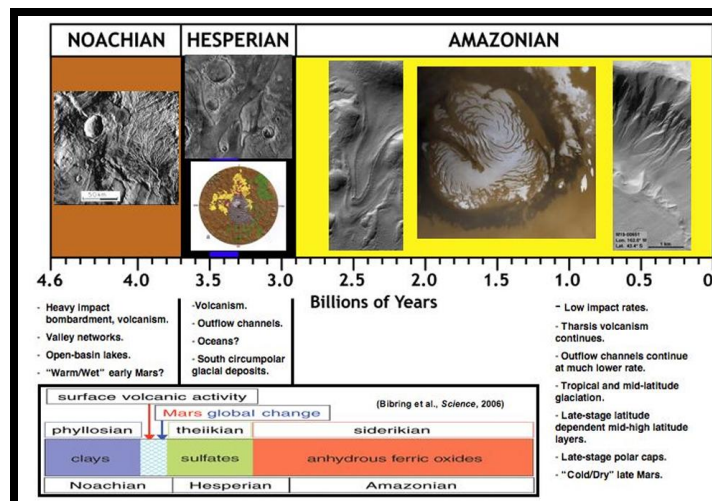 NOACHIAN
HESPERIAN
AMAZONIAN
1 km
4.6
4.0
3.5
3.0
2.5
2.0
1.5
1.0
0.5
0
Billions of Years
- Heavy impact
bombardment, volcanism.
- Valley networks.
- Open-basin lakes.
- "Warm/Wet" early Mars?
-Volcanism.
- Outflow channels.
- Oceans?
- South circumpolar
glacial deposits.
- Low impact rates.
- Tharsis volcanism
continues.
- Outflow channels continue
at much lower rate.
- Tropical and mid-latitude
glaciation.
- Late-stage latitude
dependent mid-high latitude
layers.
- Late-stage polar caps.
- "Cold/Dry" late Mars.
surface volcanic activity
Mars global change
(Bibring et al., Science, 2006)
phyllosian
theiikian
siderikian
clays
sulfates
anhydrous ferric oxides
Noachian
Hesperian
Amazonian